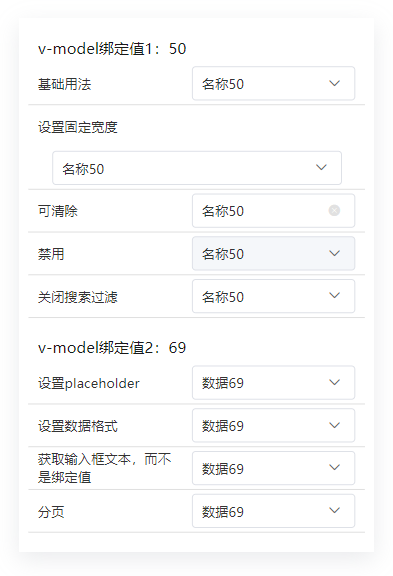 v-model绑定值1：50
基础用法 名称50
设置固定宽度
名称50
可清除 名称50
禁用 名称50
关闭搜素过滤 名称50
v-model绑定值2：69
设置placeholder 数据69
设置数据格式 数据69
获取输入框文本，而不
是绑定值 数据69
分页 数据69